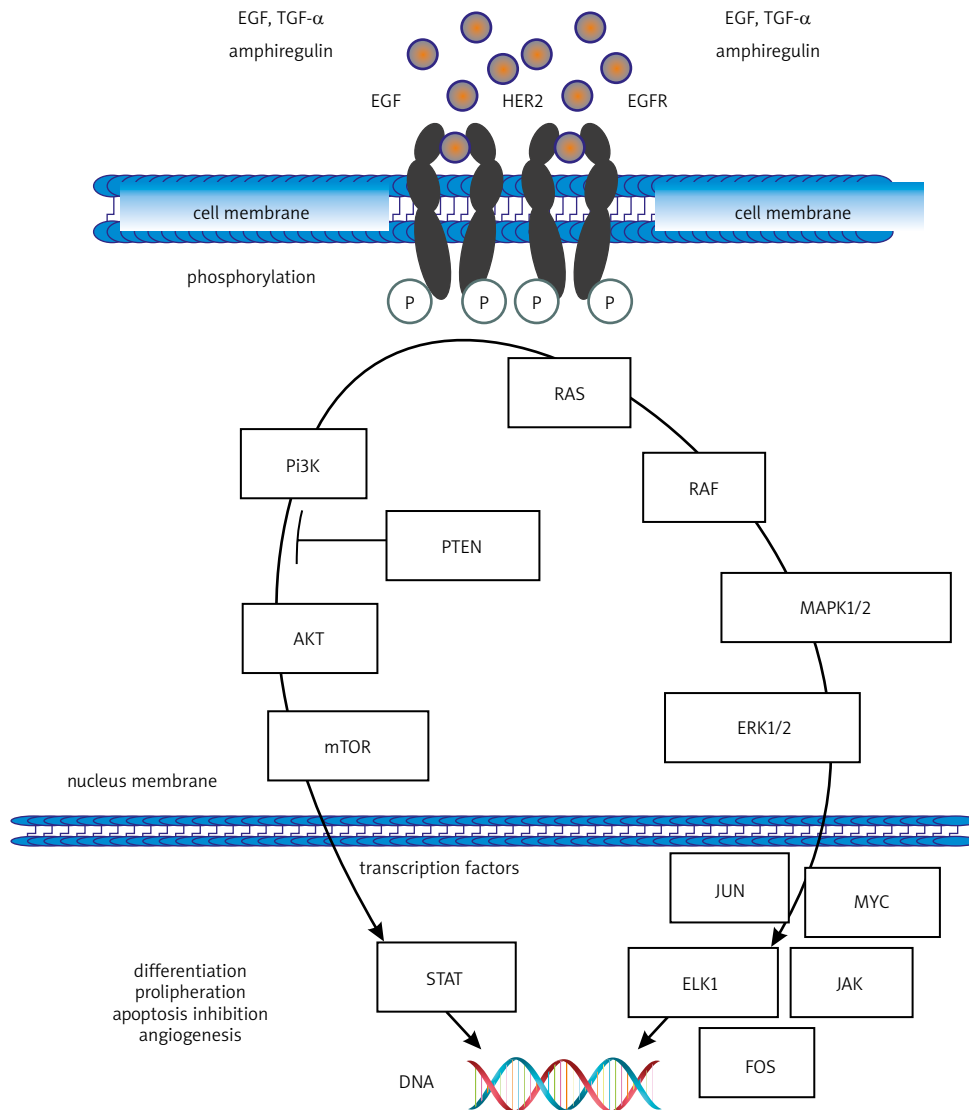 EGF, TGF-α
amphiregulin
EGF, TGF-α
amphiregulin
EGF
HER2
EGFR
cell membrane
cell membrane
phosphorylation
P
P
P
P
RAS
Pi3K
RAF
PTEN
MAPK1/2
AKT
ERK1/2
mTOR
nucleus membrane
transcription factors
JUN
MYC
STAT
ELK1
JAK
differentiation
prolipheration
apoptosis inhibition
angiogenesis
FOS
DNA